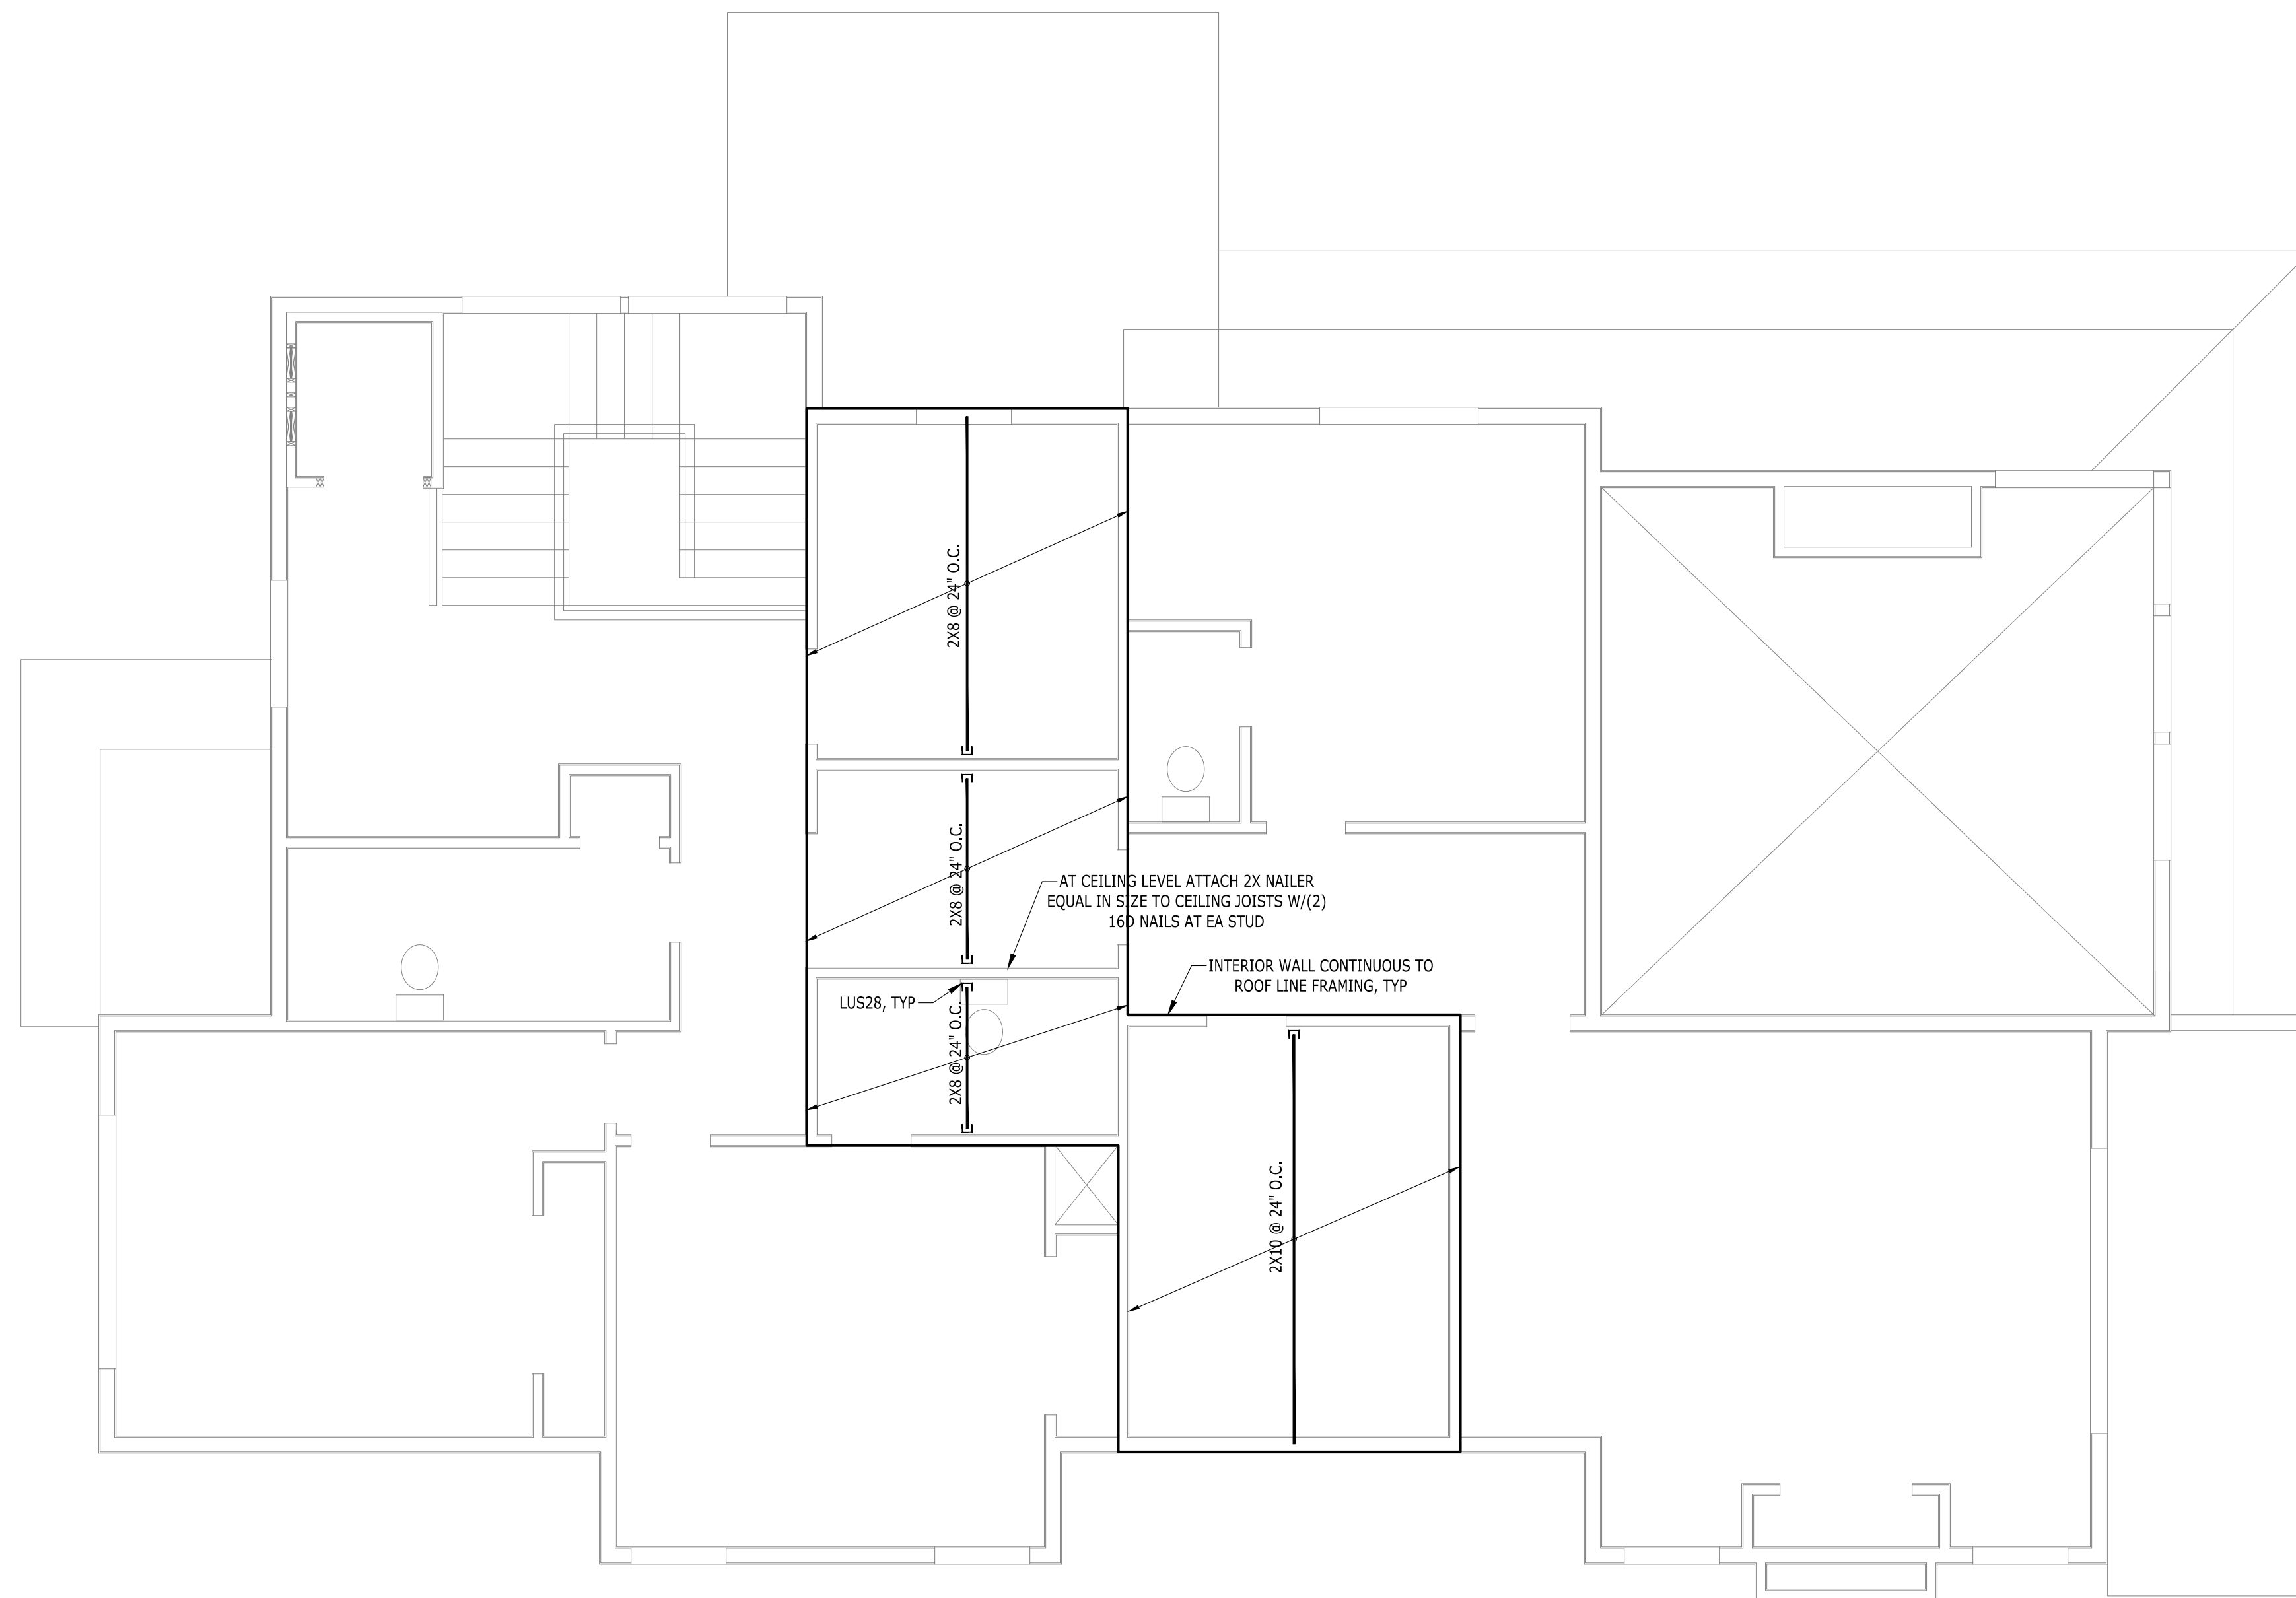 2X8 @ 24" O.C.
2X8 @ 24" O.C.
AT CEILING LEVEL ATTACH 2X NAILER
EQUAL IN SIZE TO CEILING JOISTS W/(2)
16D NAILS AT EA STUD
INTERIOR WALL CONTINUOUS TO
ROOF LINE FRAMING, TYP
LUS28, TYP
2X8 @ 24" O.C.
2X10 @ 24" O.C.